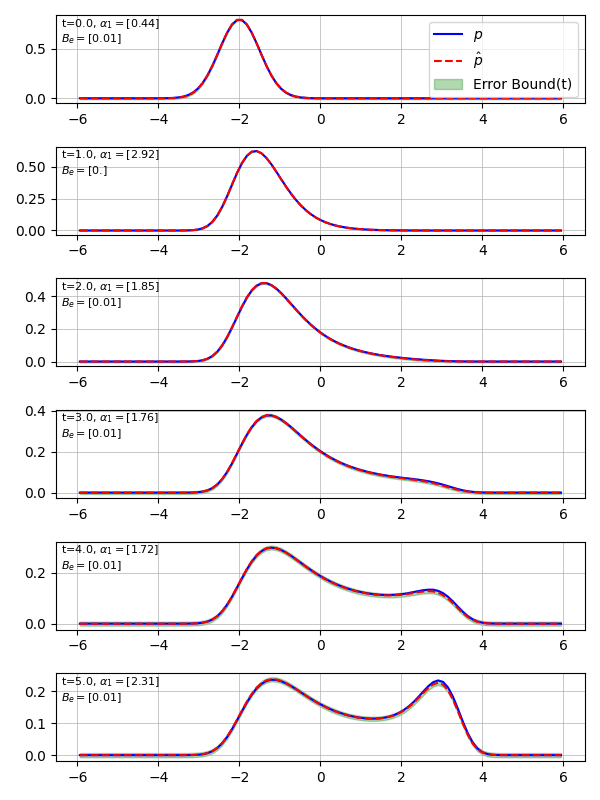 t=0.0, α₁ = [0.44]
Bₑ = [0.01]
p
p̂
Error Bound(t)
0.5
0.0
−6 −4 −2 0 2 4 6
t=1.0, α₁ = [2.92]
Bₑ = [0.]
0.50
0.25
0.00
−6 −4 −2 0 2 4 6
t=2.0, α₁ = [1.85]
Bₑ = [0.01]
0.4
0.2
0.0
−6 −4 −2 0 2 4 6
t=3.0, α₁ = [1.76]
Bₑ = [0.01]
0.4
0.2
0.0
−6 −4 −2 0 2 4 6
t=4.0, α₁ = [1.72]
Bₑ = [0.01]
0.2
0.0
−6 −4 −2 0 2 4 6
t=5.0, α₁ = [2.31]
Bₑ = [0.01]
0.2
0.1
0.0
−6 −4 −2 0 2 4 6